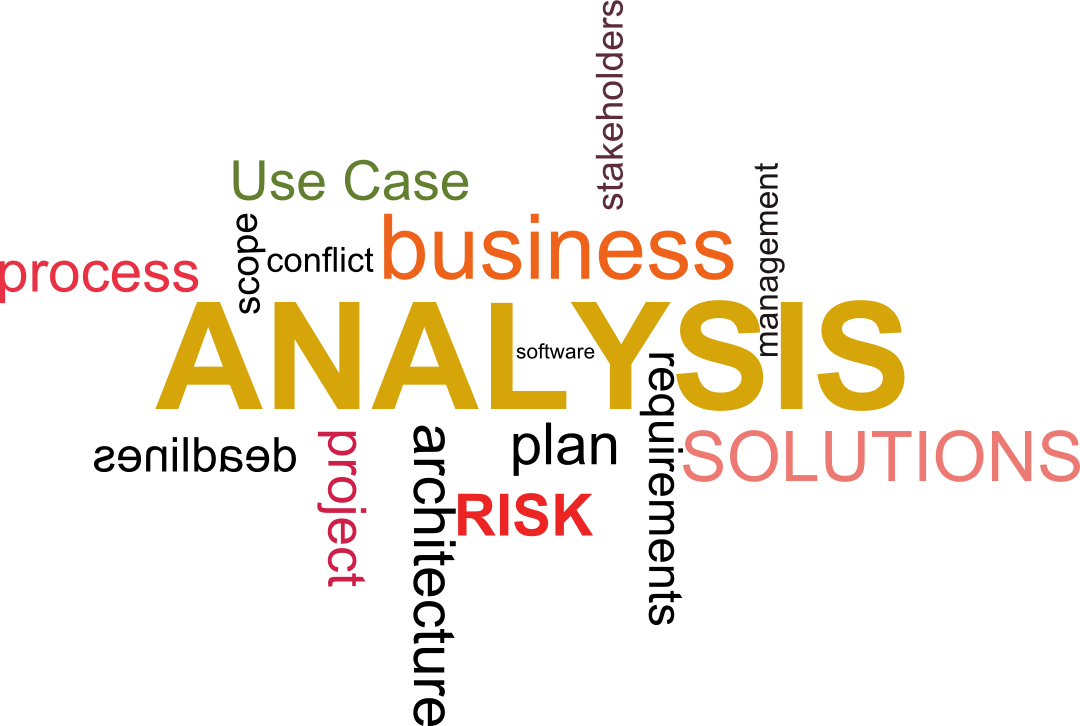 stakeholders
Use Case
management
scope
conflict
business
process
ANALYSIS
software
requirements
deadlines
project
architecture
plan
SOLUTIONS
RISK